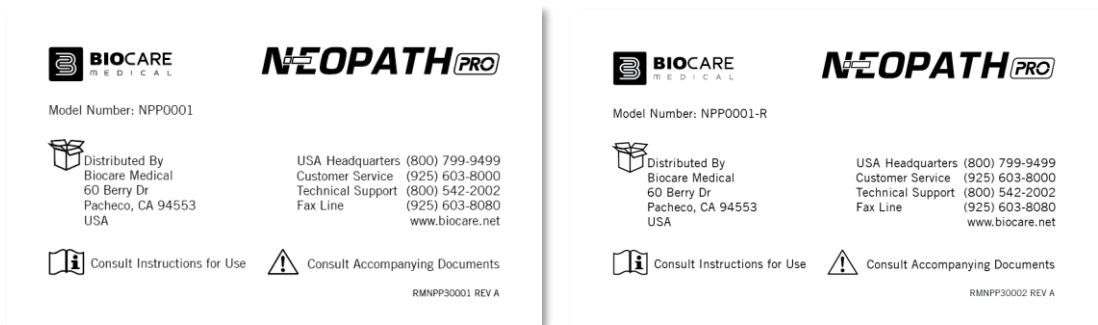 BIOCARE
MEDICAL
NEOPATH PRO
Model Number: NPP0001
Distributed By
Biocare Medical
60 Berry Dr
Pacheco, CA 94553
USA
USA Headquarters (800) 799-9499
Customer Service (925) 603-8000
Technical Support (800) 542-2002
Fax Line (925) 603-8080
www.biocare.net
Consult Instructions for Use
Consult Accompanying Documents
RMNPP30001 REV A
BIOCARE
MEDICAL
NEOPATH PRO
Model Number: NPP0001-R
Distributed By
Biocare Medical
60 Berry Dr
Pacheco, CA 94553
USA
USA Headquarters (800) 799-9499
Customer Service (925) 603-8000
Technical Support (800) 542-2002
Fax Line (925) 603-8080
www.biocare.net
Consult Instructions for Use
Consult Accompanying Documents
RMNPP30002 REV A